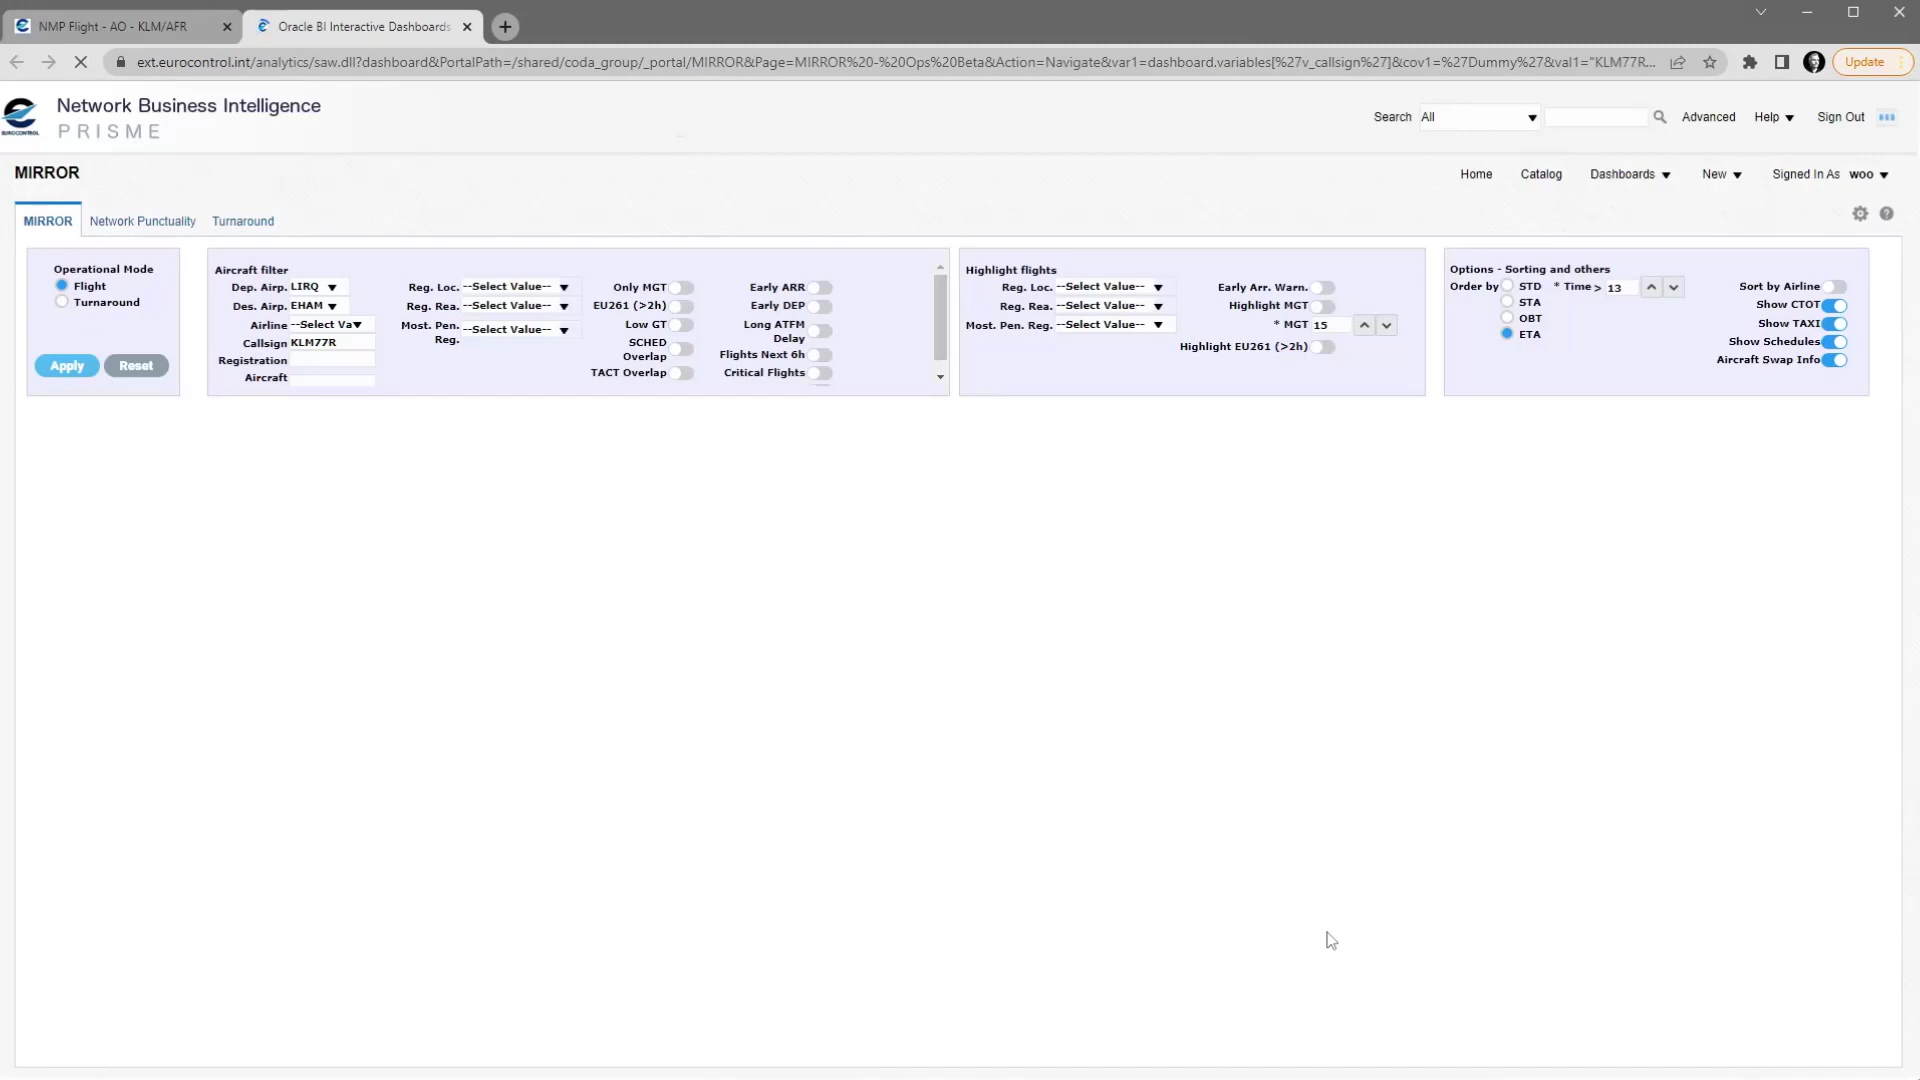 NMP Flight - AO - KLM/AFR
Oracle BI Interactive Dashboards
ext.eurocontrol.int/analytics/saw.dll?dashboard&PortalPath=/shared/coda_group/_portal/MIRROR&Page=MIRROR%20-%20Ops%20Beta&Action=Navigate&var1=dashboard.variables[%27v_callsign%27]&cov1=%27Dummy%27&val1="KLM77R...
Update
EUROCONTROL
Network Business Intelligence
PRISME
Search All
Advanced Help Sign Out
MIRROR
Home Catalog Dashboards New Signed In As woo
MIRROR Network Punctuality Turnaround
Operational Mode
Flight
Turnaround
Apply Reset
Aircraft filter
Dep. Airp. LIRQ
Des. Airp. EHAM
Airline --Select Va
Callsign KLM77R
Registration
Aircraft
Reg. Loc. --Select Value--
Reg. Rea. --Select Value--
Most. Pen. Reg. --Select Value--
Only MGT
EU261 (>2h)
Low GT
SCHED Overlap
TACT Overlap
Early ARR
Early DEP
Long ATFM Delay
Flights Next 6h
Critical Flights
Highlight flights
Reg. Loc. --Select Value--
Reg. Rea. --Select Value--
Most. Pen. Reg. --Select Value--
Early Arr. Warn.
Highlight MGT
* MGT 15
Highlight EU261 (>2h)
Options - Sorting and others
Order by STD
STA
OBT
ETA
* Time > 13
Sort by Airline
Show CTOT
Show TAXI
Show Schedules
Aircraft Swap Info